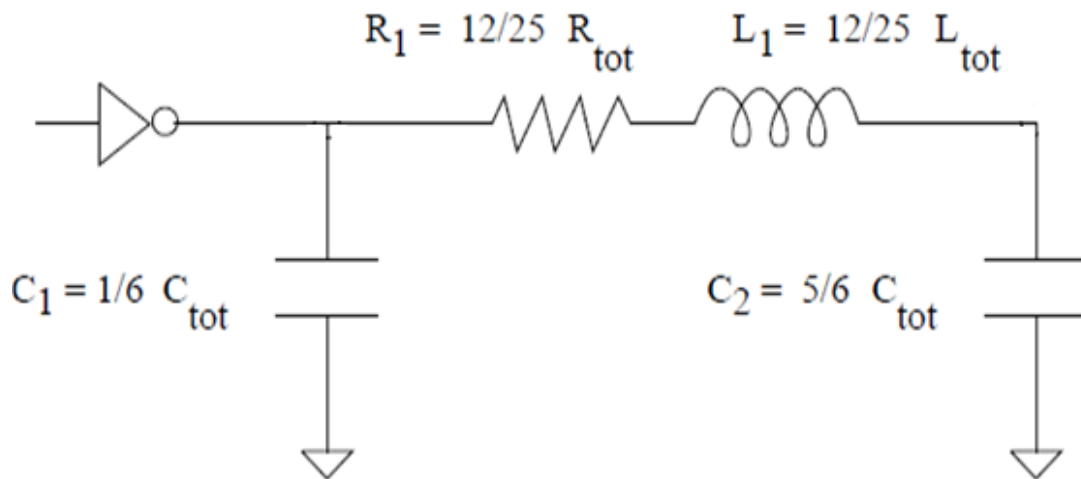 R1 = 12/25 Rtot
L1 = 12/25 Ltot
C1 = 1/6 Ctot
C2 = 5/6 Ctot